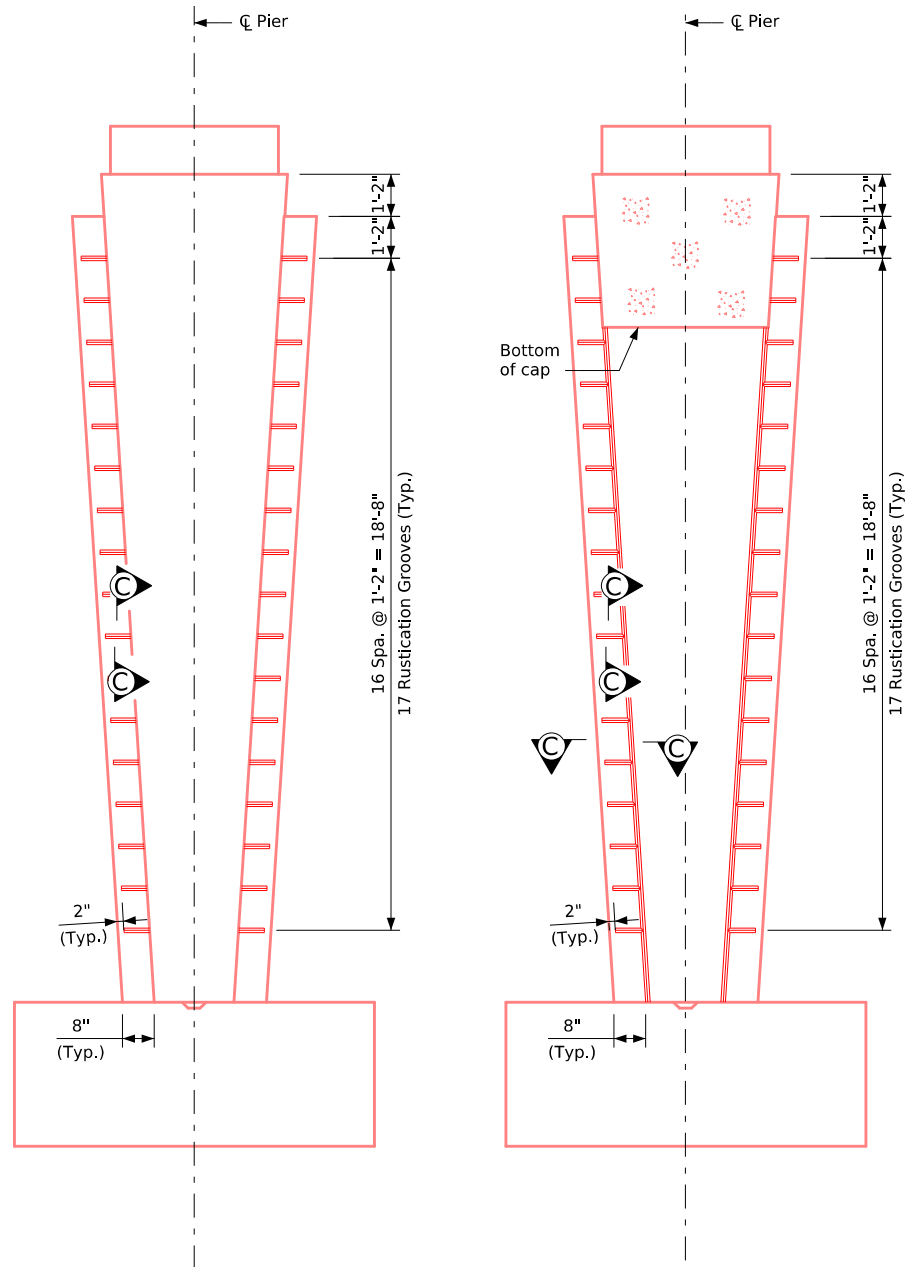 ℄ Pier
1'-2"
1'-2"
16 Spa. @ 1'-2" = 18'-8"
17 Rustication Grooves (Typ.)
C
C
2"
(Typ.)
8"
(Typ.)
℄ Pier
1'-2"
1'-2"
Bottom
of cap
16 Spa. @ 1'-2" = 18'-8"
17 Rustication Grooves (Typ.)
C
C
C
C
2"
(Typ.)
8"
(Typ.)